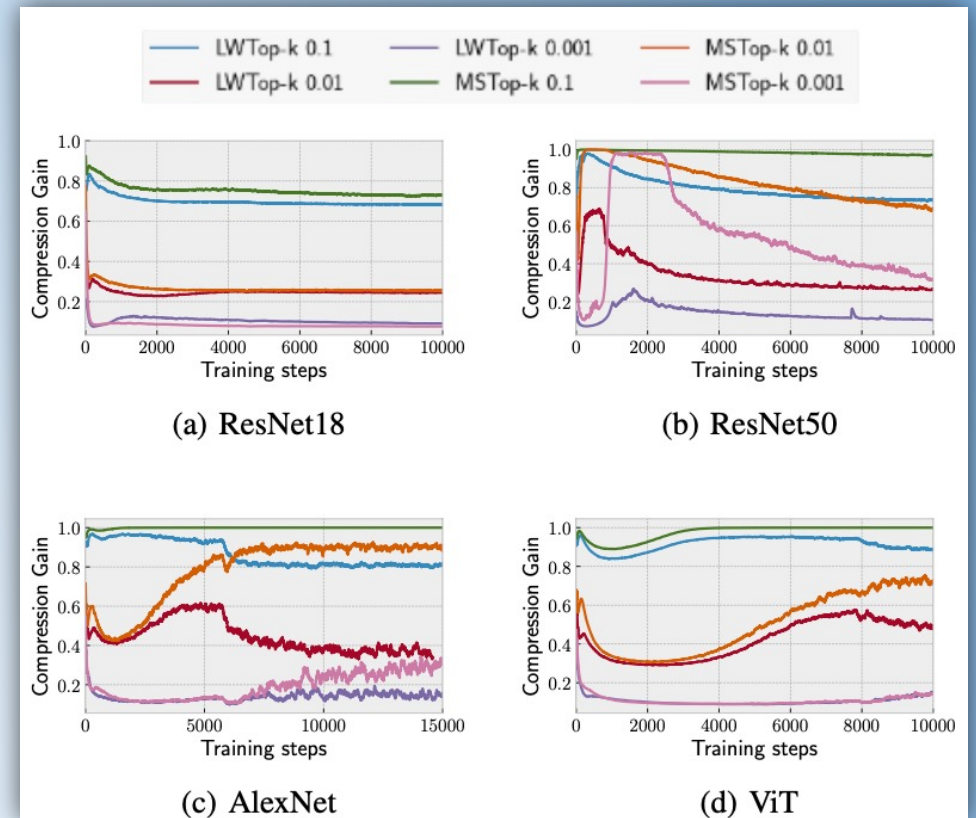 LWTop-k 0.1 LWTop-k 0.001 MSTop-k 0.01
LWTop-k 0.01 MSTop-k 0.1 MSTop-k 0.001
Compression Gain
1.0
0.8
0.6
0.4
0.2
0 2000 4000 6000 8000 10000
Training steps
(a) ResNet18
Compression Gain
1.0
0.8
0.6
0.4
0.2
0 2000 4000 6000 8000 10000
Training steps
(b) ResNet50
Compression Gain
1.0
0.8
0.6
0.4
0.2
0 5000 10000 15000
Training steps
(c) AlexNet
Compression Gain
1.0
0.8
0.6
0.4
0.2
0 2000 4000 6000 8000 10000
Training steps
(d) ViT